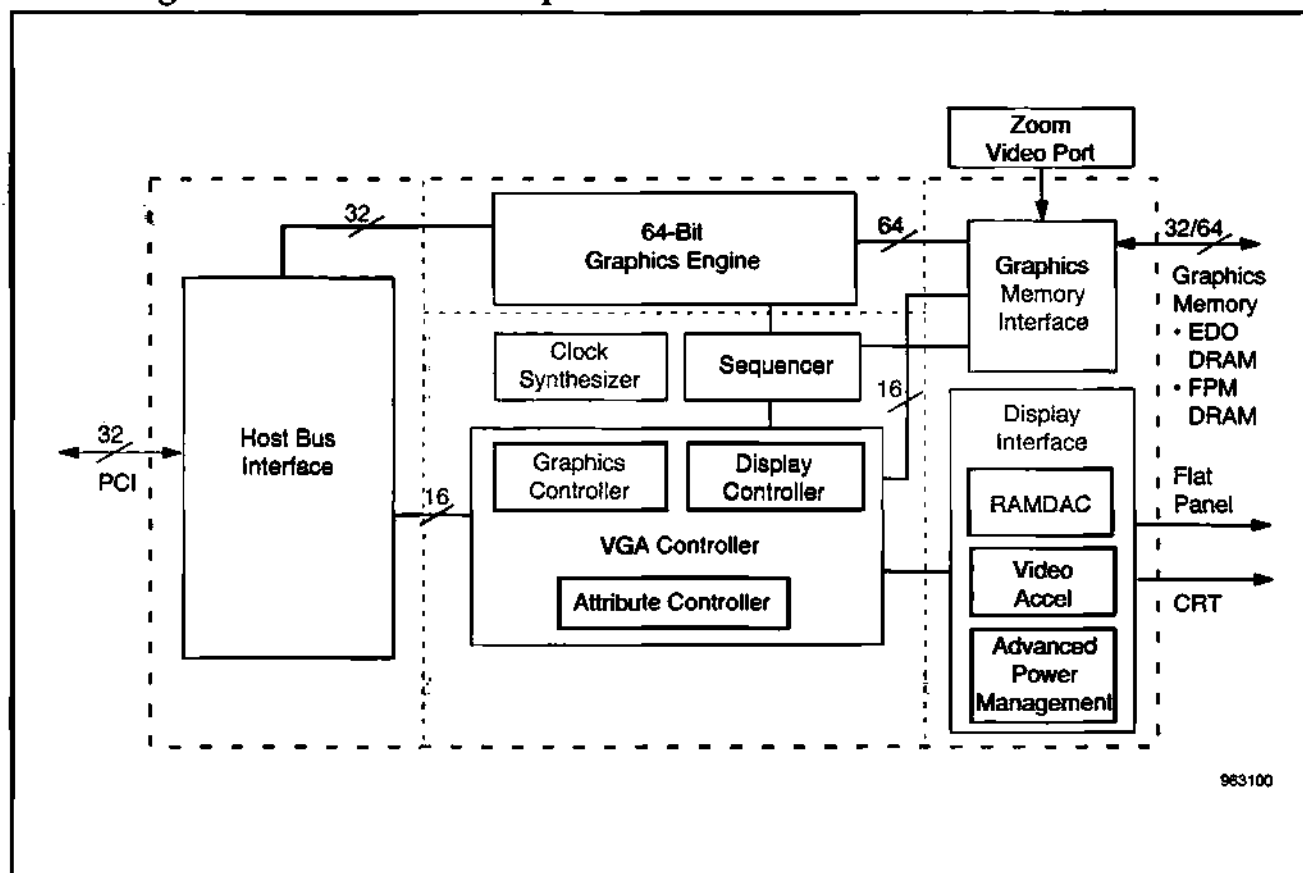 Zoom
Video Port
32
64-Bit
Graphics Engine
64
Graphics
Memory
Interface
32/64
Graphics
Memory
• EDO
DRAM
• FPM
DRAM
Clock
Synthesizer
Sequencer
16
Display
Interface
32
PCI
Host Bus
Interface
16
Graphics
Controller
Display
Controller
VGA Controller
Attribute Controller
RAMDAC
Video
Accel
Advanced
Power
Management
Flat
Panel
CRT
963100